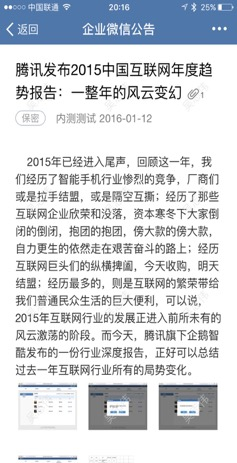 中国联通 20:16 25%
返回 企业微信公告
腾讯发布2015中国互联网年度趋
势报告：一整年的风云变幻 1
保密 内测测试 2016-01-12
2015年已经进入尾声，回顾这一年，我
们经历了智能手机行业惨烈的竞争，厂商们
或是拉手结盟，或是隔空互撕；经历了那些
互联网企业欣荣和没落，资本寒冬下大家倒
闭的倒闭，抱团的抱团，傍大款的傍大款，
自力更生的依然走在艰苦奋斗的路上；经历
互联网巨头们的纵横捭阖，今天收购，明天
结盟；经历最多的，则是互联网的繁荣带给
我们普通民众生活的巨大便利，可以说，
2015年互联网行业的发展正进入前所未有的
风云激荡的阶段。而今天，腾讯旗下企鹅智
酷发布的一份行业深度报告，正好可以总结
过去一年互联网行业所有的局势变化。